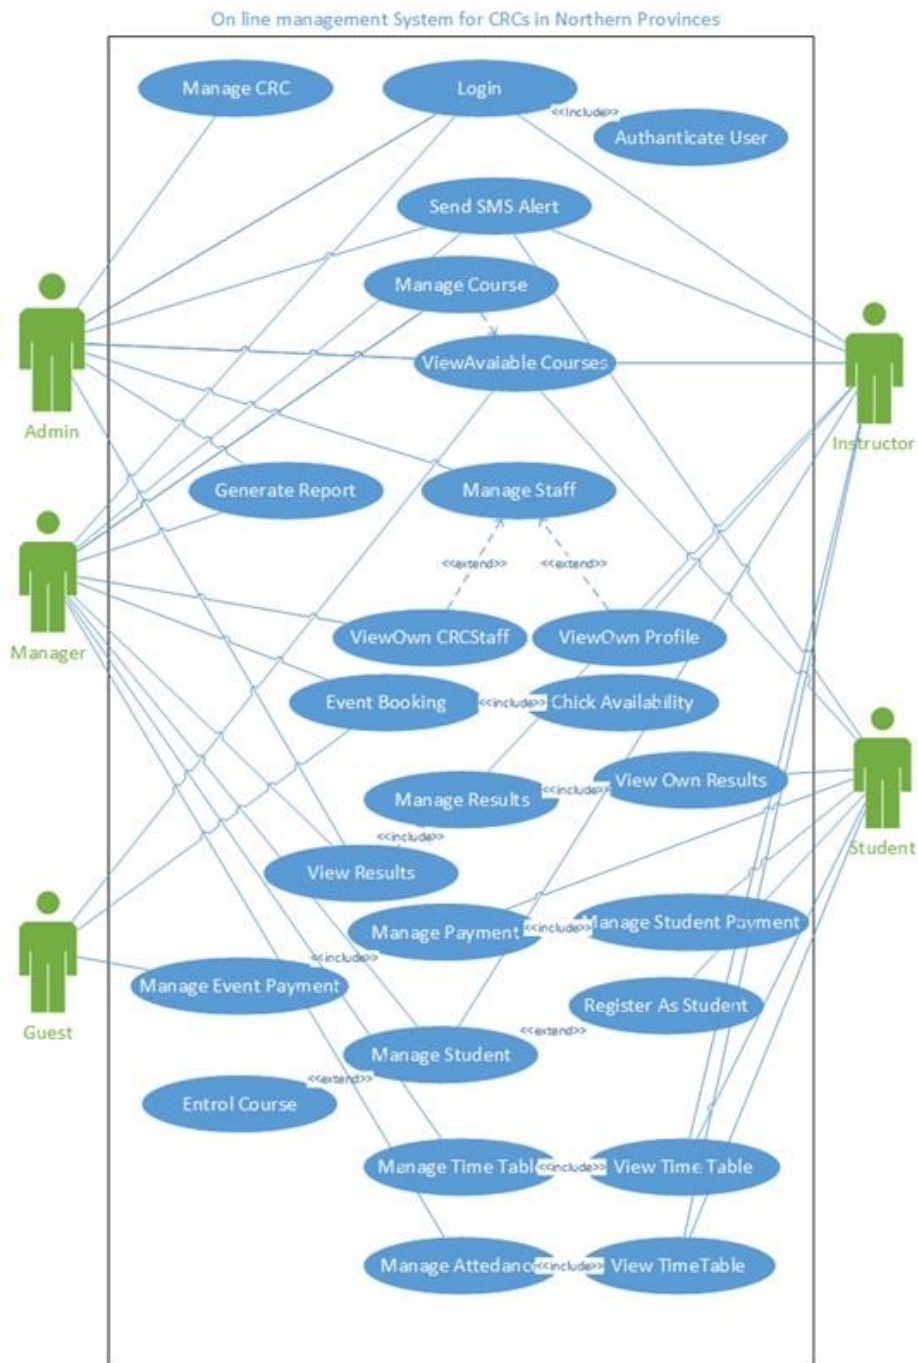 On line management System for CRCs in Northern Provinces
Manage CRC
Login
<<Include>>
Authanticate User
Send SMS Alert
Manage Course
ViewAvaiable Courses
Admin
Instructor
Generate Report
Manage Staff
<<extend>>
<<extend>>
Manager
ViewOwn CRCStaff
ViewOwn Profile
Event Booking
<<include>>
Chick Availability
View Own Results
Manage Results
<<include>>
<<include>>
Student
View Results
Manage Payment
<<include>>
Manage Student Payment
<<include>>
Manage Event Payment
Guest
Register As Student
<<extend>>
Manage Student
<<extend>>
Entrol Course
Manage Time Table
<<include>>
View Time Table
Manage Attedance
<<include>>
View TimeTable